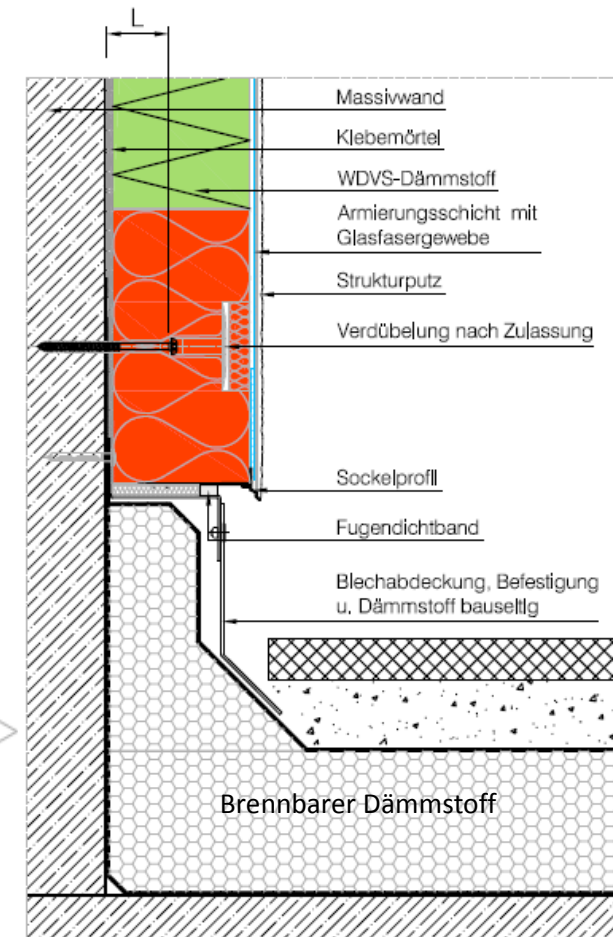 L
Massivwand
Klebemörtel
WDVS-Dämmstoff
Armierungsschicht mit
Glasfasergewebe
Strukturputz
Verdübelung nach Zulassung
Sockelprofil
Fugendichtband
Blechabdeckung, Befestigung
u. Dämmstoff bauseitig
Brennbarer Dämmstoff